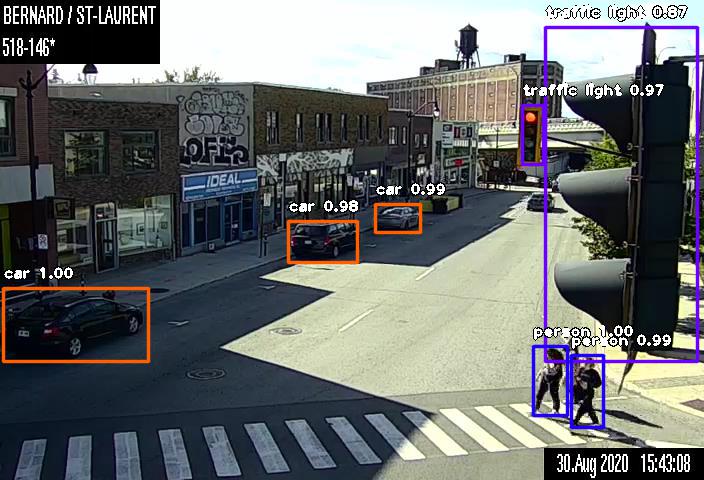 BERNARD / ST-LAURENT
518-146*
traffic light 0.87
traffic light 0.97
car 0.99
car 0.98
IDEAL
car 1.00
person 1.00
person 0.99
30.Aug 2020 15:43:08